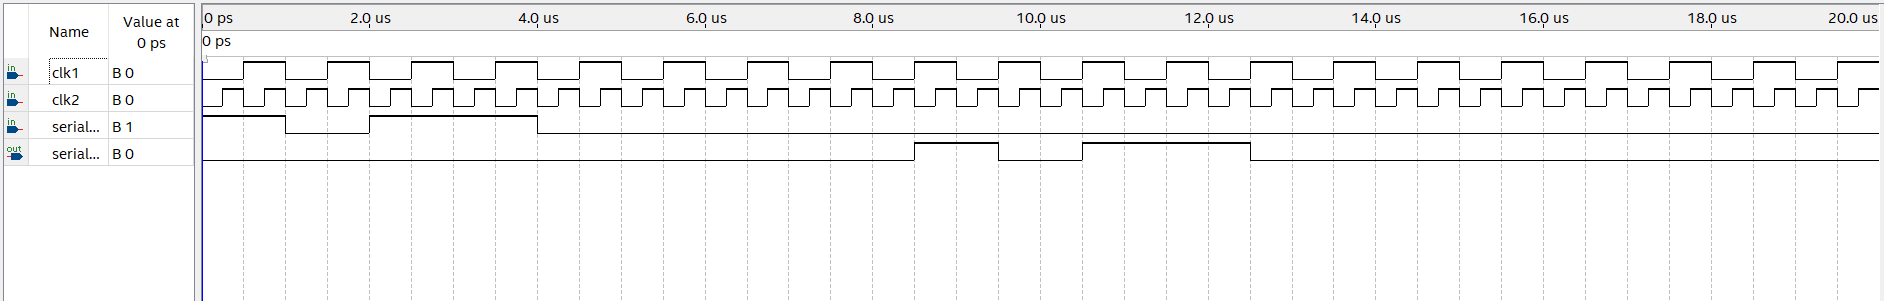 Name
Value at
0 ps
0 ps
2.0 us
4.0 us
6.0 us
8.0 us
10.0 us
12.0 us
14.0 us
16.0 us
18.0 us
20.0 us
0 ps
in
clk1
B 0
in
clk2
B 0
in
serial...
B 1
out
serial...
B 0